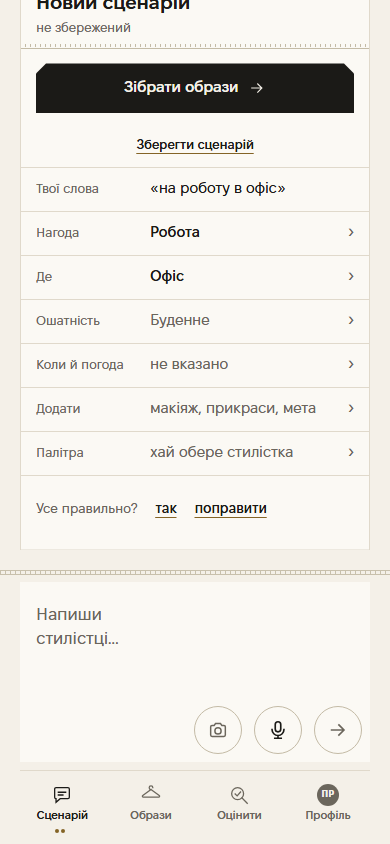 Новий сценарій
не збережений
Зібрати образи →
Зберегти сценарій
Твої слова «на роботу в офіс»
Нагода Робота ›
Де Офіс ›
Ошатність Буденне ›
Коли й погода не вказано ›
Додати макіяж, прикраси, мета ›
Палітра хай обере стилістка ›
Усе правильно? так поправити
Напиши
стилістці...
Сценарій Образи Оцінити ПР Профіль